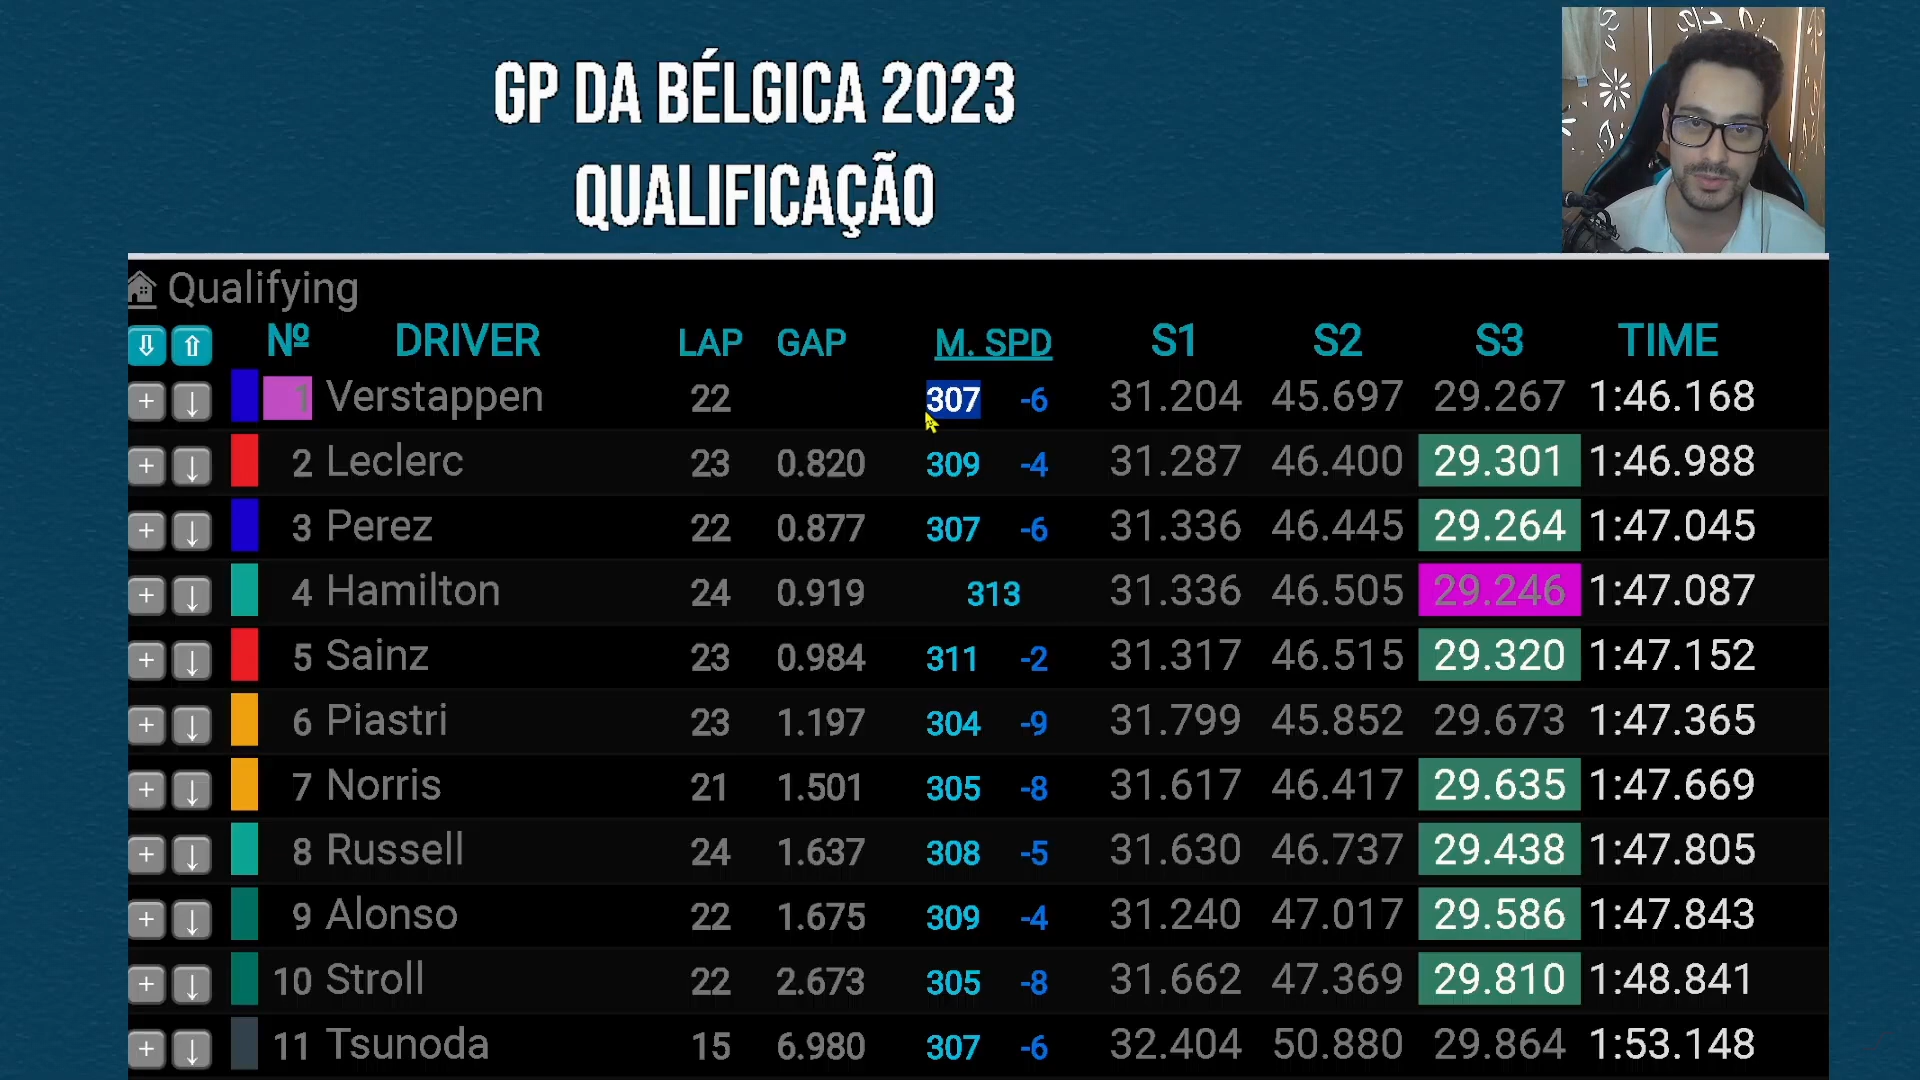 GP DA BÉLGICA 2023
QUALIFICAÇÃO
Qualifying
Nº DRIVER LAP GAP M. SPD S1 S2 S3 TIME
1 Verstappen 22 307 -6 31.204 45.697 29.267 1:46.168
2 Leclerc 23 0.820 309 -4 31.287 46.400 29.301 1:46.988
3 Perez 22 0.877 307 -6 31.336 46.445 29.264 1:47.045
4 Hamilton 24 0.919 313 31.336 46.505 29.246 1:47.087
5 Sainz 23 0.984 311 -2 31.317 46.515 29.320 1:47.152
6 Piastri 23 1.197 304 -9 31.799 45.852 29.673 1:47.365
7 Norris 21 1.501 305 -8 31.617 46.417 29.635 1:47.669
8 Russell 24 1.637 308 -5 31.630 46.737 29.438 1:47.805
9 Alonso 22 1.675 309 -4 31.240 47.017 29.586 1:47.843
10 Stroll 22 2.673 305 -8 31.662 47.369 29.810 1:48.841
11 Tsunoda 15 6.980 307 -6 32.404 50.880 29.864 1:53.148